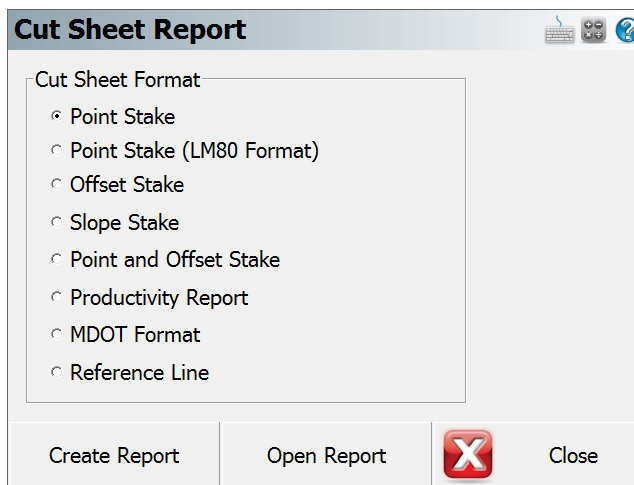 Cut Sheet Report
Cut Sheet Format
Point Stake
Point Stake (LM80 Format)
Offset Stake
Slope Stake
Point and Offset Stake
Productivity Report
MDOT Format
Reference Line
Create Report
Open Report
Close